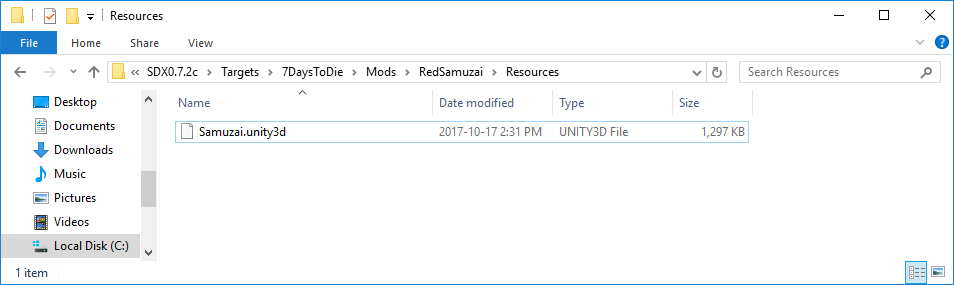 Resources
File Home Share View
« SDX0.7.2c > Targets > 7DaysToDie > Mods > RedSamuzai > Resources Search Resources
Name Date modified Type Size
Samuzai.unity3d 2017-10-17 2:31 PM UNITY3D File 1,297 KB
Desktop
Documents
Downloads
Music
Pictures
Videos
Local Disk (C:)
1 item